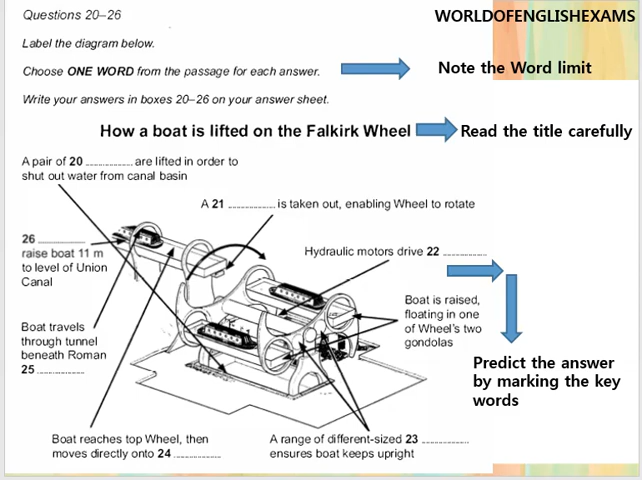 Questions 20–26
WORLDOFENGLISHEXAMS
Label the diagram below.
Choose ONE WORD from the passage for each answer.
Note the Word limit
Write your answers in boxes 20–26 on your answer sheet.
How a boat is lifted on the Falkirk Wheel
Read the title carefully
A pair of 20 .................. are lifted in order to
shut out water from canal basin
A 21 .................. is taken out, enabling Wheel to rotate
26 ..................
raise boat 11 m
to level of Union
Canal
Hydraulic motors drive 22 ..................
Boat is raised,
floating in one
of Wheel's two
gondolas
Boat travels
through tunnel
beneath Roman
25 ..................
Predict the answer
by marking the key
words
Boat reaches top Wheel, then
moves directly onto 24 ..................
A range of different-sized 23 ..................
ensures boat keeps upright